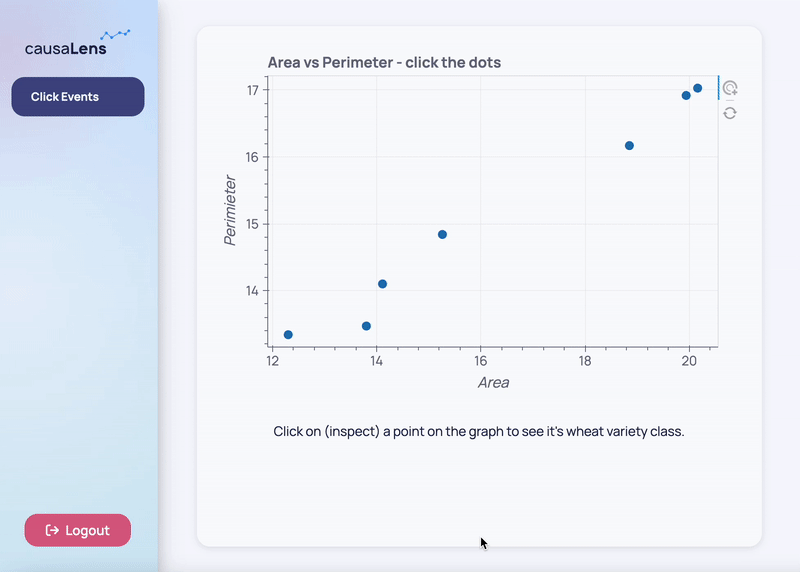 causaLens
Click Events
Logout
Area vs Perimeter - click the dots
17
16
15
14
Perimieter
12 14 16 18 20
Area
Click on (inspect) a point on the graph to see it's wheat variety class.